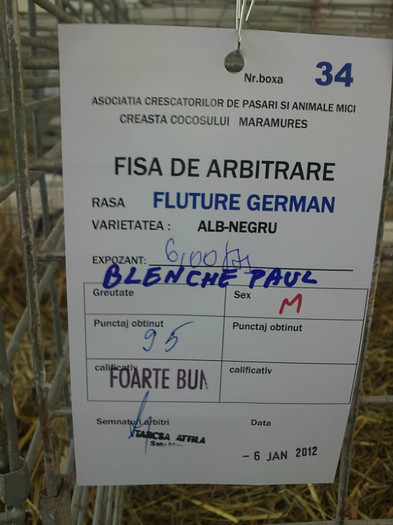 Nr.boxa 34
ASOCIATIA CRESCATORILOR DE PASARI SI ANIMALE MICI
CREASTA COCOSULUI MARAMURES
FISA DE ARBITRARE
RASA FLUTURE GERMAN
VARIETATEA : ALB-NEGRU
EXPOZANT:
BLENCHE PAUL
Greutate
Sex
M
Punctaj obtinut
95
Punctaj obtinut
calificativ
FOARTE BUN
calificativ
Semnaturi arbitri
Data
ATTILA
- 6 JAN 2012